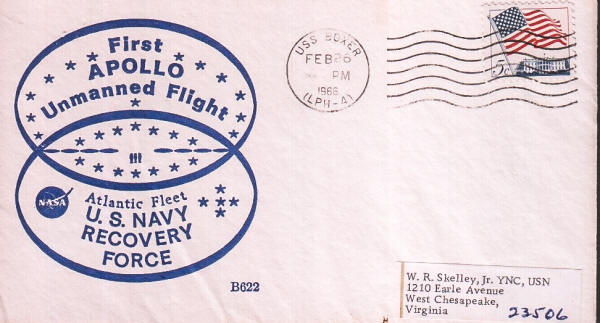 First
APOLLO
Unmanned Flight
!!!
NASA
Atlantic Fleet
U.S. NAVY
RECOVERY
FORCE
B622
USS BOXER
FEB 26
PM
1966
(LPH-4)
5c
W. R. Skelley, Jr. YNC, USN
1210 Earle Avenue
West Chesapeake,
Virginia
23506